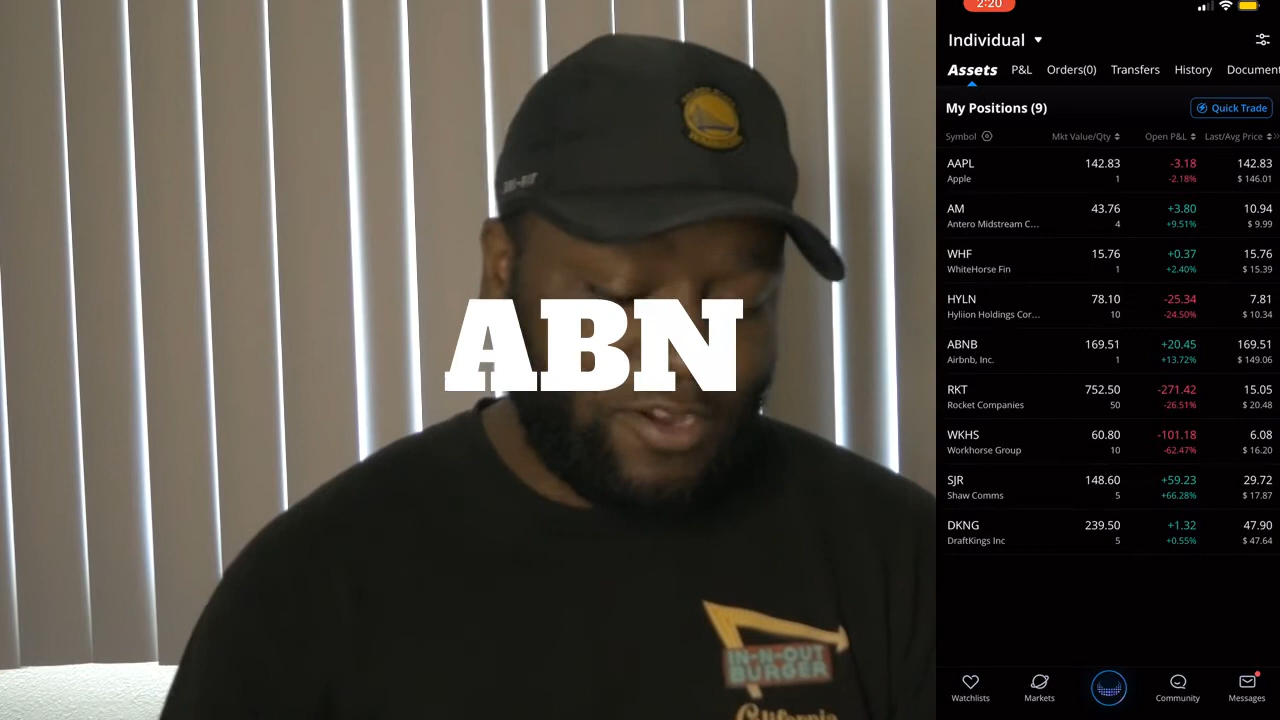 ABN
IN-N-OUT
BURGER
California
2:20
Individual
Assets P&L Orders(0) Transfers History Document
My Positions (9) Quick Trade
Symbol Mkt Value/Qty Open P&L Last/Avg Price
AAPL 142.83 -3.18 142.83
Apple 1 -2.18% $ 146.01
AM 43.76 +3.80 10.94
Antero Midstream C... 4 +9.51% $ 9.99
WHF 15.76 +0.37 15.76
WhiteHorse Fin 1 +2.40% $ 15.39
HYLN 78.10 -25.34 7.81
Hyliion Holdings Cor... 10 -24.50% $ 10.34
ABNB 169.51 +20.45 169.51
Airbnb, Inc. 1 +13.72% $ 149.06
RKT 752.50 -271.42 15.05
Rocket Companies 50 -26.51% $ 20.48
WKHS 60.80 -101.18 6.08
Workhorse Group 10 -62.47% $ 16.20
SJR 148.60 +59.23 29.72
Shaw Comms 5 +66.28% $ 17.87
DKNG 239.50 +1.32 47.90
DraftKings Inc 5 +0.55% $ 47.64
Watchlists Markets Community Messages